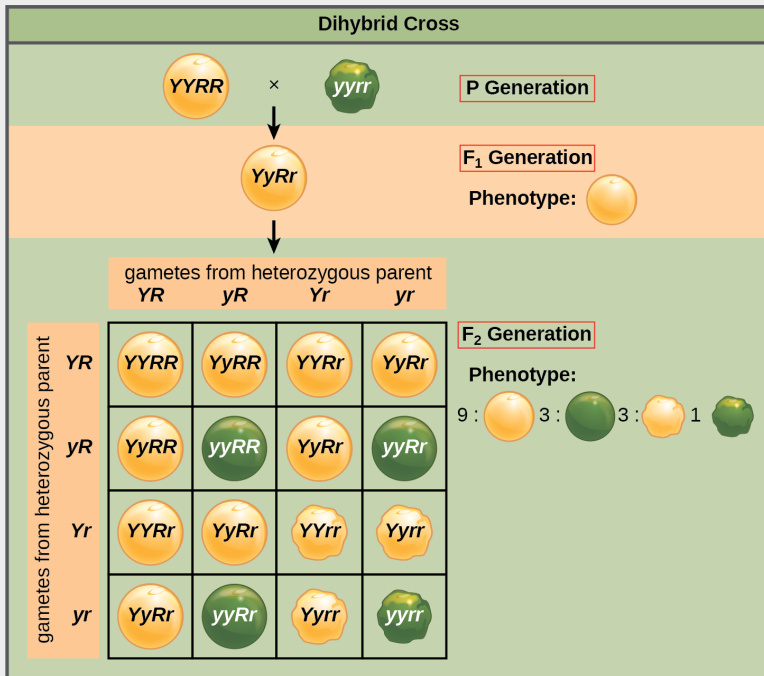 Dihybrid Cross
YYRR × yyrr P Generation
YyRr F₁ Generation
Phenotype:
gametes from heterozygous parent
YR yR Yr yr
gametes from heterozygous parent
YR YYRR YyRR YYRr YyRr
yR YyRR yyRR YyRr yyRr
Yr YYRr YyRr YYrr Yyrr
yr YyRr yyRr Yyrr yyrr
F₂ Generation
Phenotype:
9 : 3 : 3 : 1